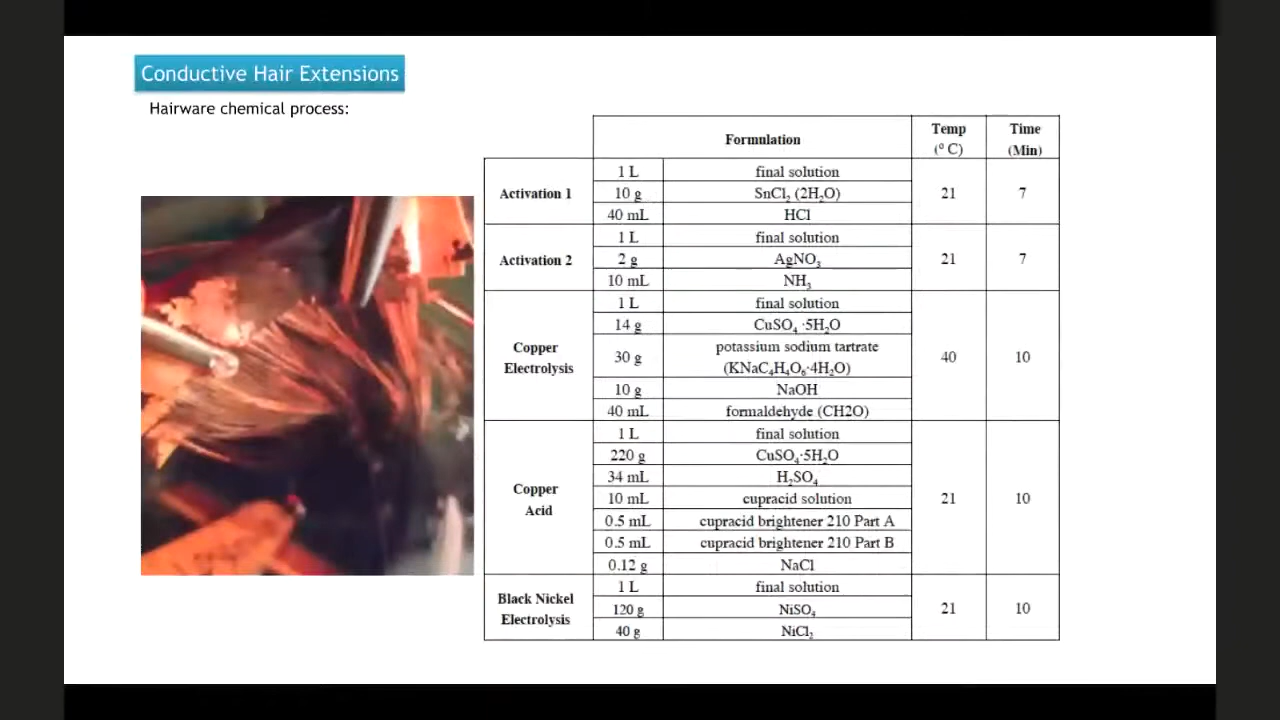 Conductive Hair Extensions
Hairware chemical process:
Formnlation Temp (° C) Time (Min)
Activation 1 21 7
1 L final solution
10 g SnCl₂ (2H₂O)
40 mL HCl
Activation 2 21 7
1 L final solution
2 g AgNO₃
10 mL NH₃
Copper Electrolysis 40 10
1 L final solution
14 g CuSO₄ ·5H₂O
30 g potassium sodium tartrate
(KNaC₄H₄O₆·4H₂O)
10 g NaOH
40 mL formaldehyde (CH2O)
Copper Acid 21 10
1 L final solution
220 g CuSO₄·5H₂O
34 mL H₂SO₄
10 mL cupracid solution
0.5 mL cupracid brightener 210 Part A
0.5 mL cupracid brightener 210 Part B
0.12 g NaCl
Black Nickel Electrolysis 21 10
1 L final solution
120 g NiSO₄
40 g NiCl₂